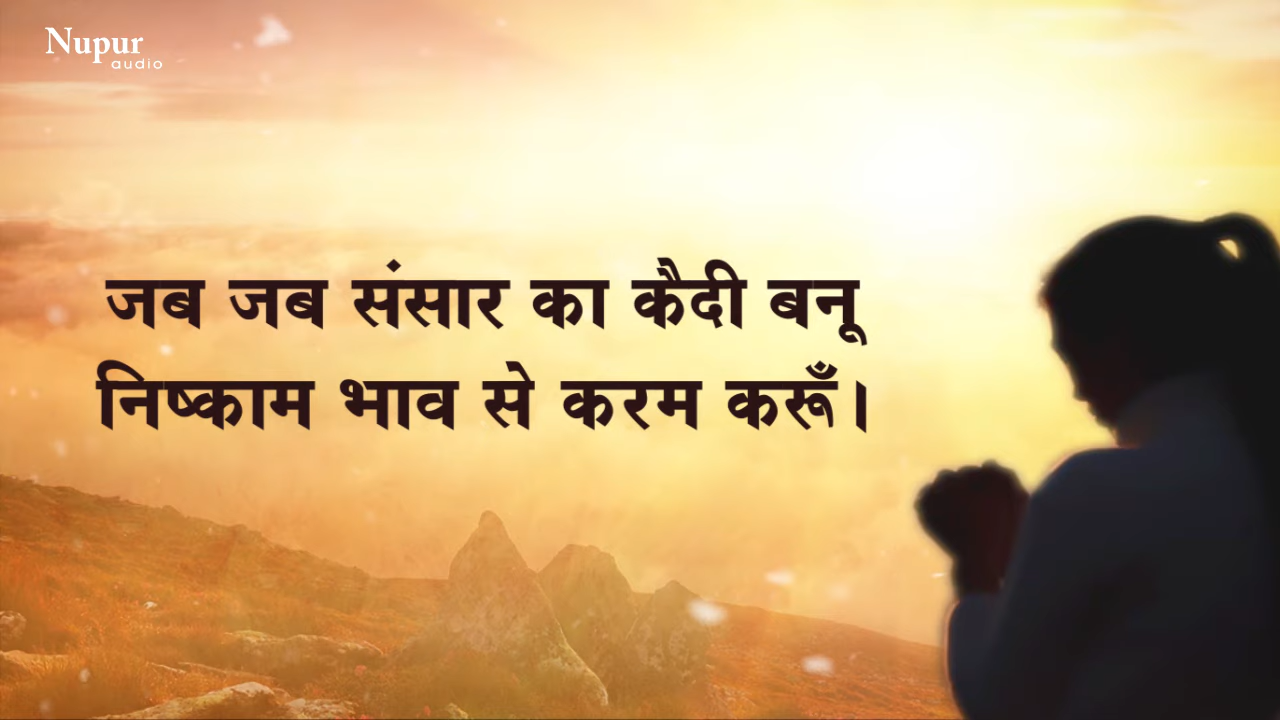 Nupur
audio
जब जब संसार का कैदी बनू
निष्काम भाव से करम करूँ।